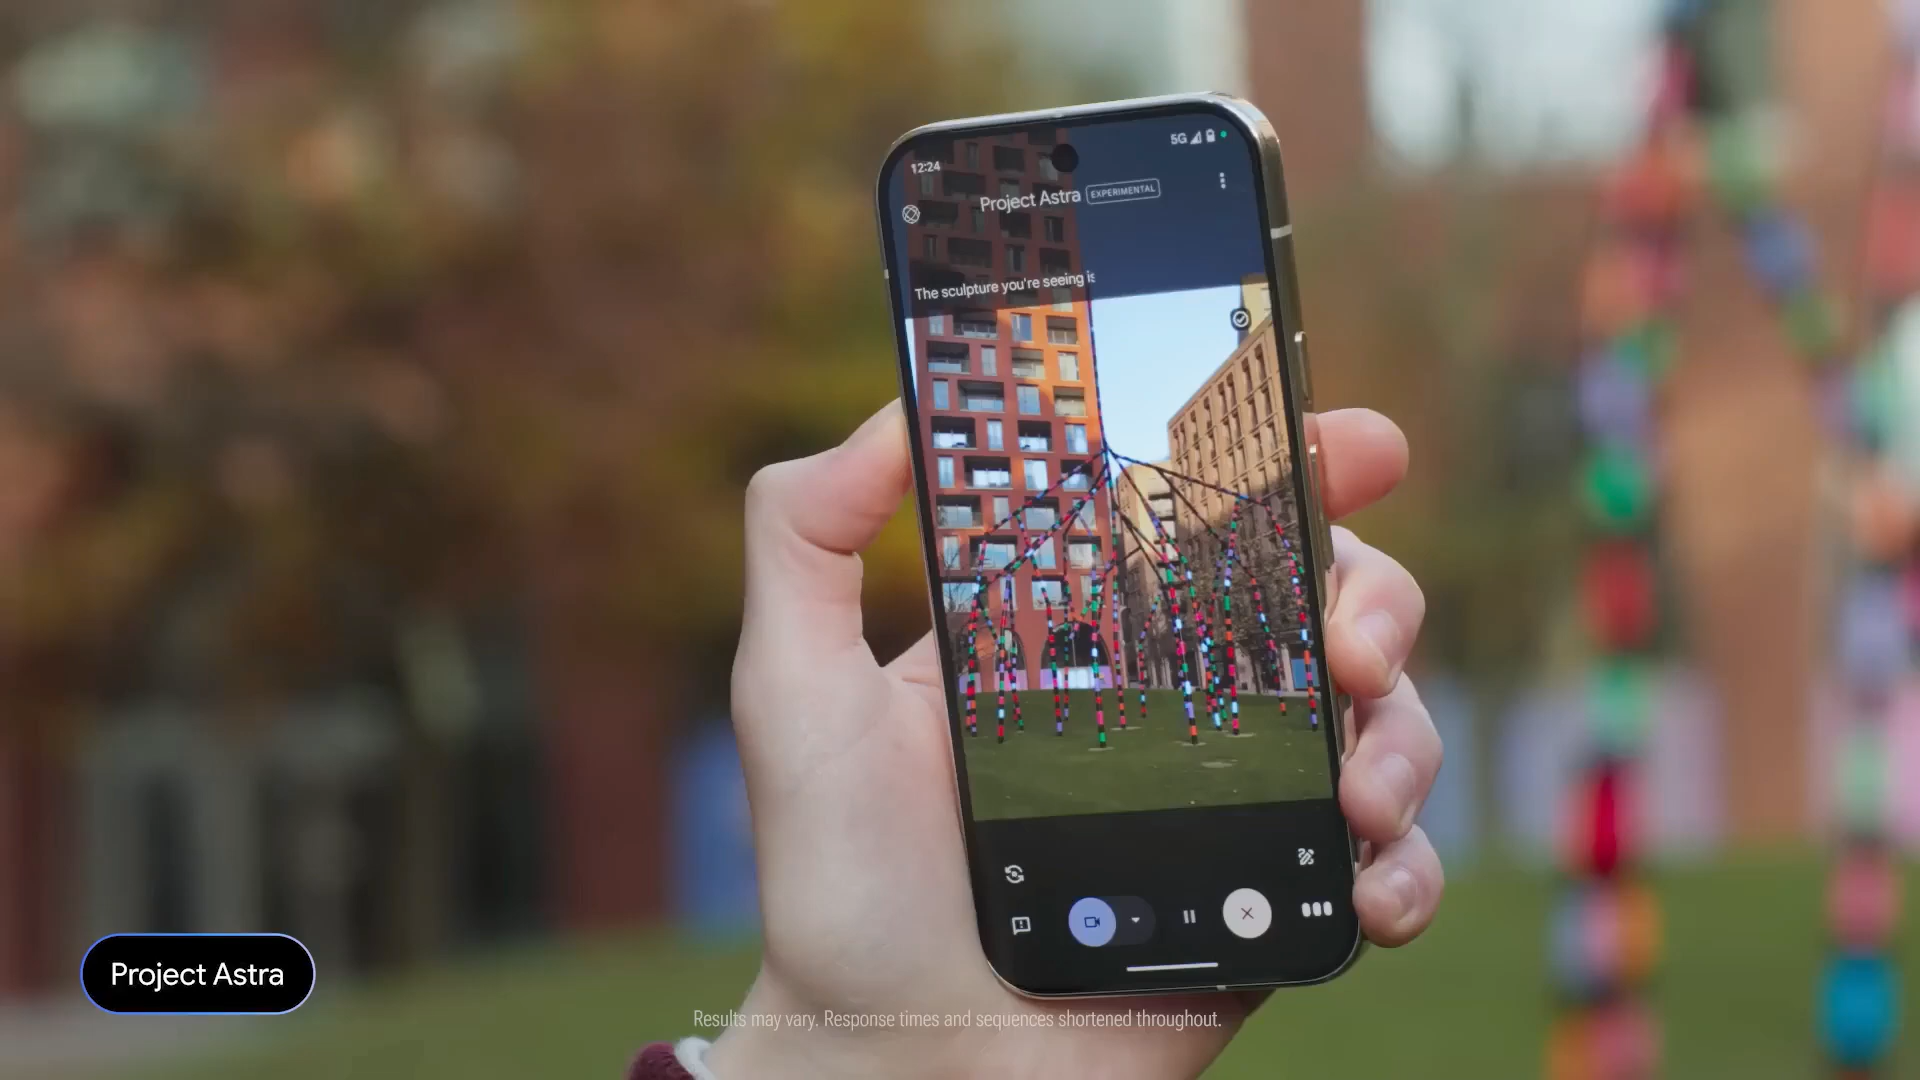 12:24
5G
Project Astra EXPERIMENTAL
The sculpture you're seeing is
Project Astra
Results may vary. Response times and sequences shortened throughout.